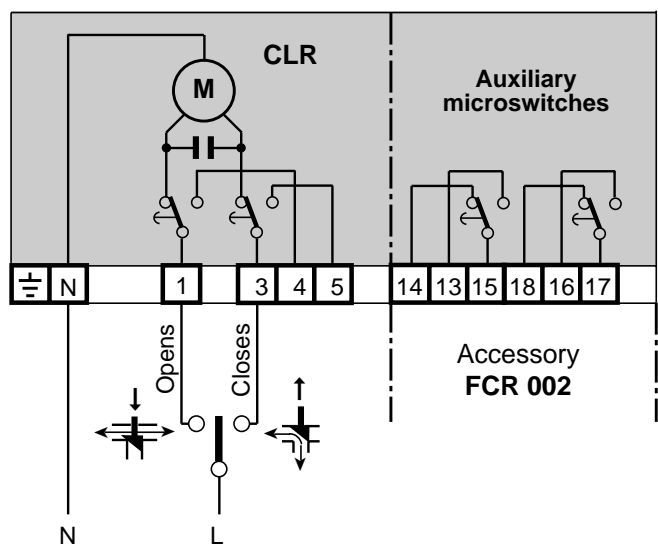 CLR
M
Auxiliary
microswitches
N 1 3 4 5 14 13 15 18 16 17
Opens
Closes
Accessory
FCR 002
N L